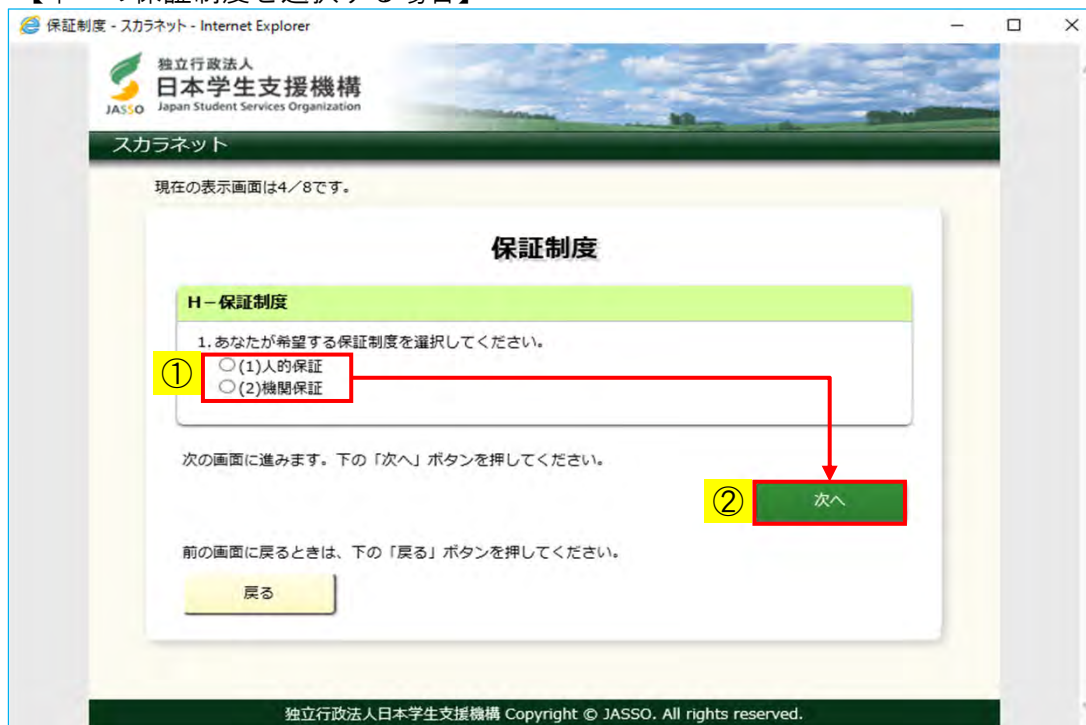 保証制度 - スカラネット - Internet Explorer
独立行政法人
日本学生支援機構
JASSO Japan Student Services Organization
スカラネット
現在の表示画面は4/8です。
保証制度
H-保証制度
1.あなたが希望する保証制度を選択してください。
①
(1)人的保証
(2)機関保証
次の画面に進みます。下の「次へ」ボタンを押してください。
② 次へ
前の画面に戻るときは、下の「戻る」ボタンを押してください。
戻る
独立行政法人日本学生支援機構 Copyright © JASSO. All rights reserved.